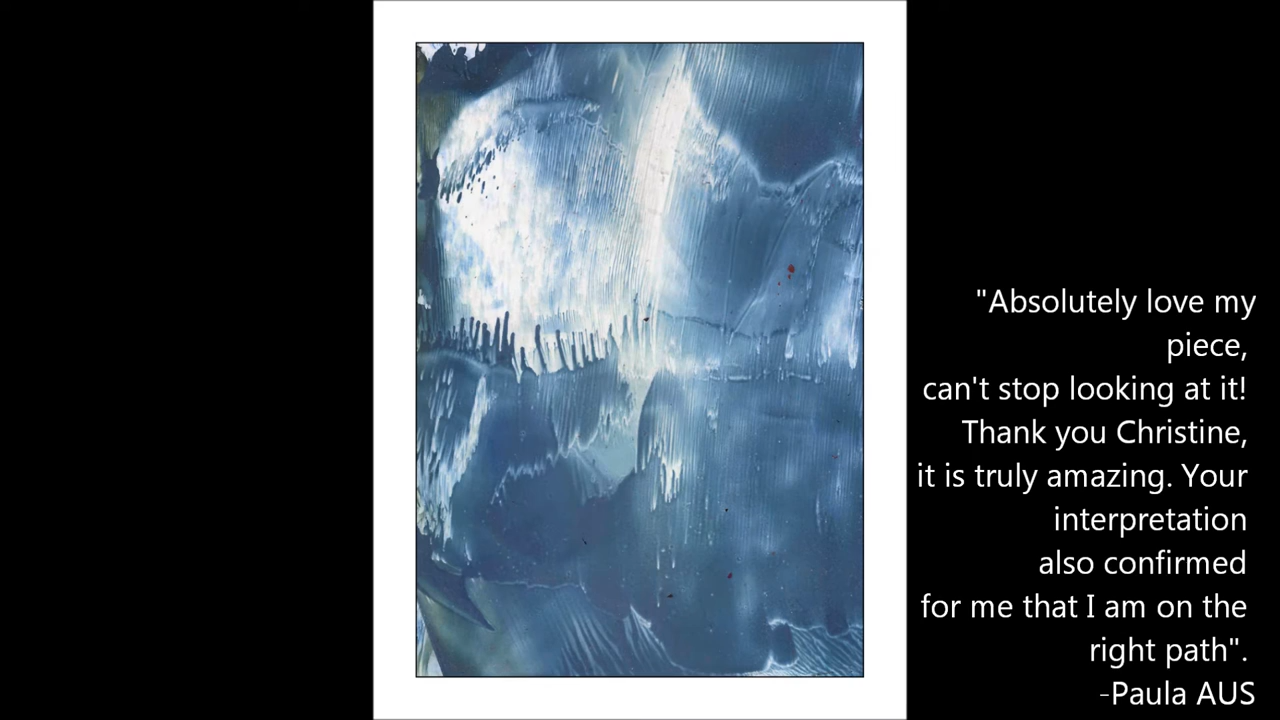 "Absolutely love my
piece,
can't stop looking at it!
Thank you Christine,
it is truly amazing. Your
interpretation
also confirmed
for me that I am on the
right path".
-Paula AUS